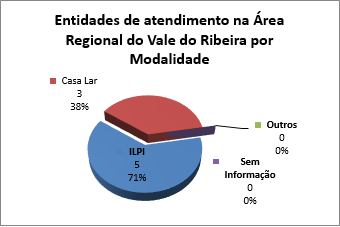 Entidades de atendimento na Área
Regional do Vale do Ribeira por
Modalidade
Casa Lar
3
38%
Outros
0
0%
ILPI
5
71%
Sem
Informação
0
0%